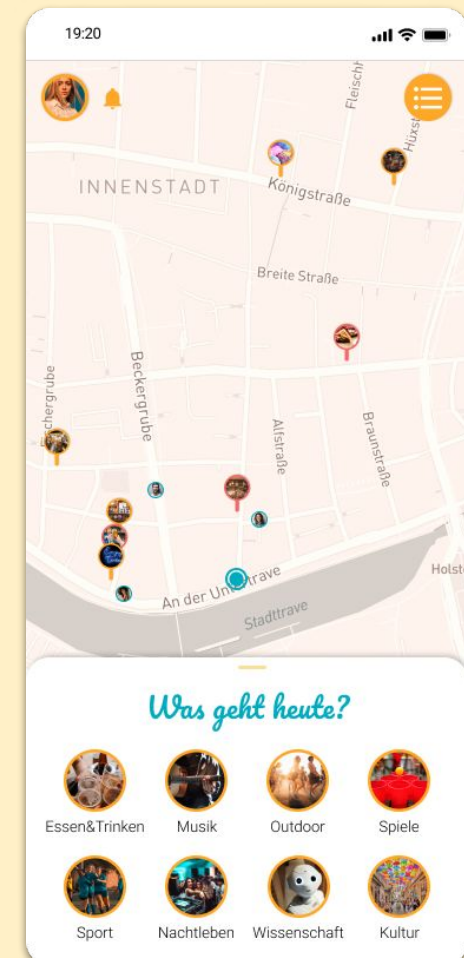 19:20
Fleischh
Hüxst
INNENSTADT
Königstraße
Breite Straße
Beckergrube
chergrube
Alfstraße
Braunstraße
Holste
An der Untertrave
Stadttrave
Was geht heute?
Essen&Trinken Musik Outdoor Spiele
Sport Nachtleben Wissenschaft Kultur